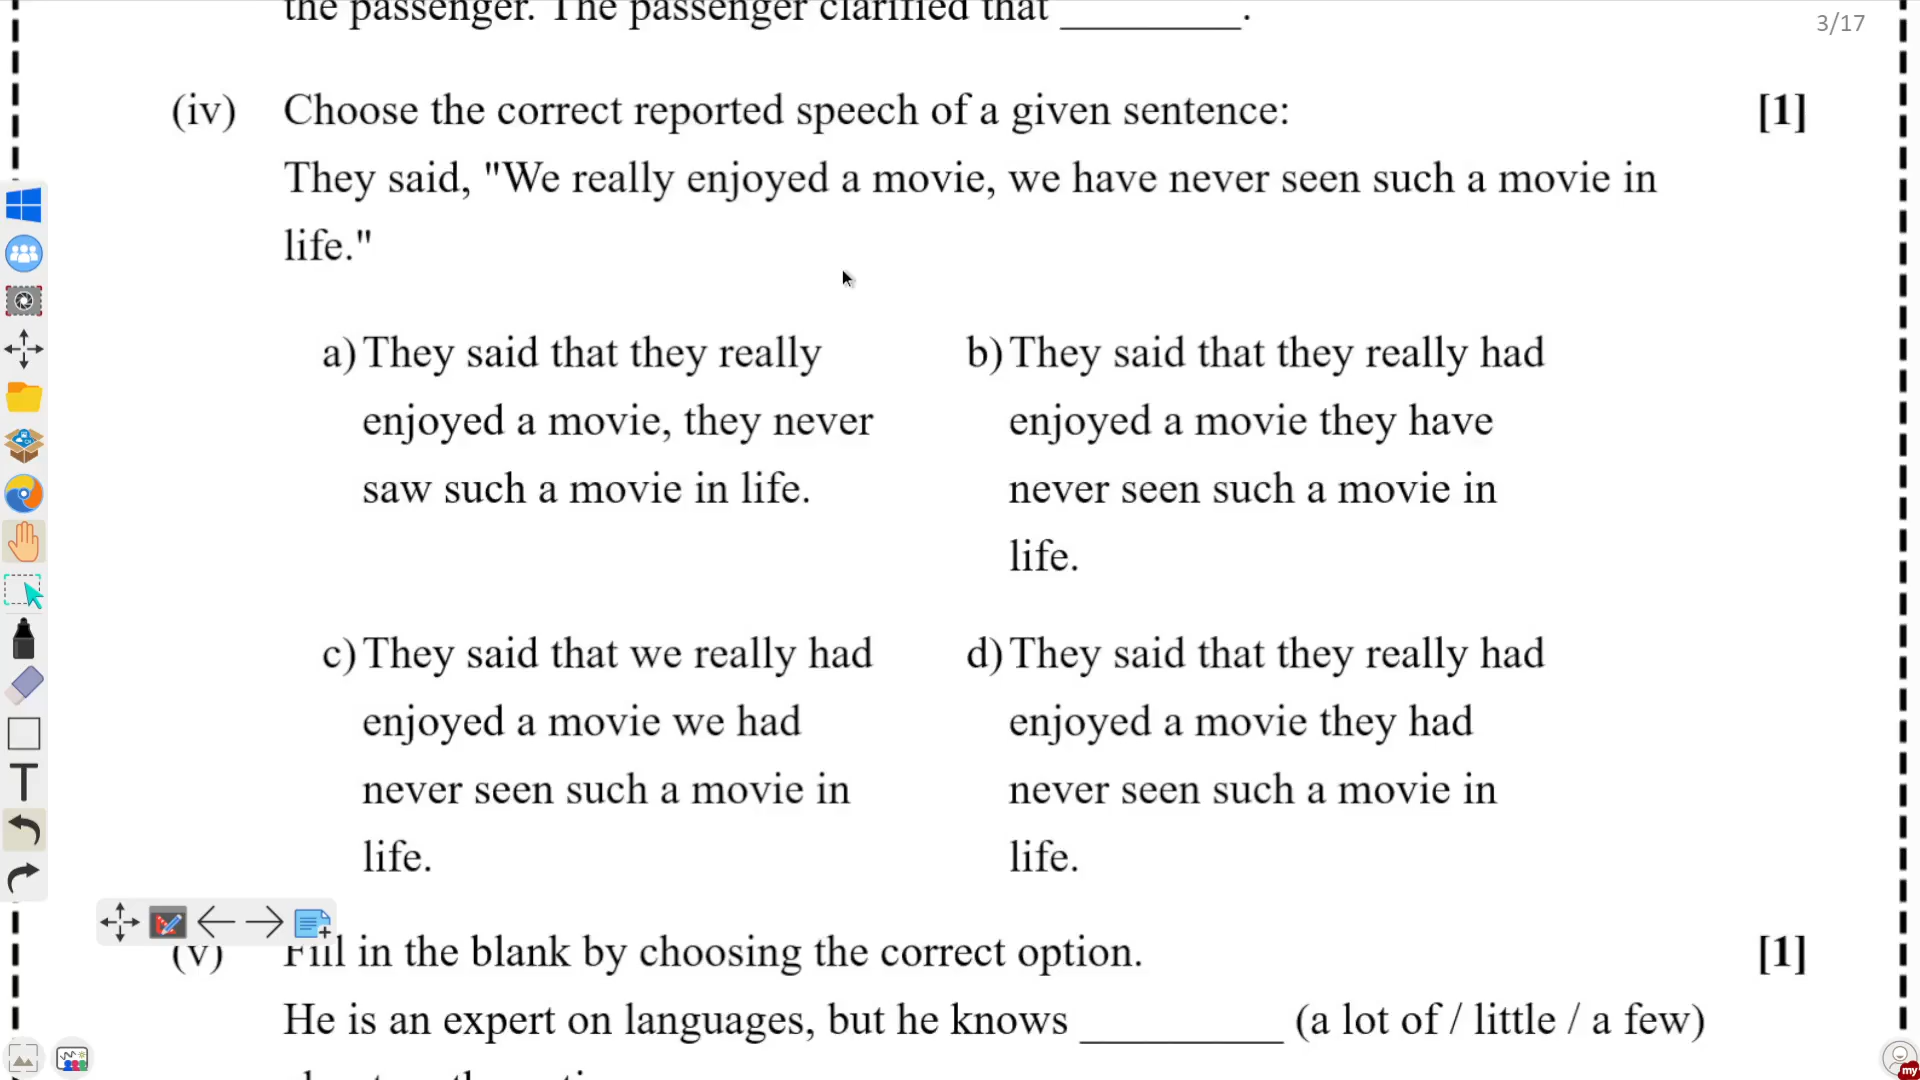 the passenger. The passenger clarified that _________.
3/17
(iv) Choose the correct reported speech of a given sentence: [1]
They said, "We really enjoyed a movie, we have never seen such a movie in
life."
a) They said that they really
enjoyed a movie, they never
saw such a movie in life.
b) They said that they really had
enjoyed a movie they have
never seen such a movie in
life.
c) They said that we really had
enjoyed a movie we had
never seen such a movie in
life.
d) They said that they really had
enjoyed a movie they had
never seen such a movie in
life.
(v) Fill in the blank by choosing the correct option. [1]
He is an expert on languages, but he knows __________ (a lot of / little / a few)
my